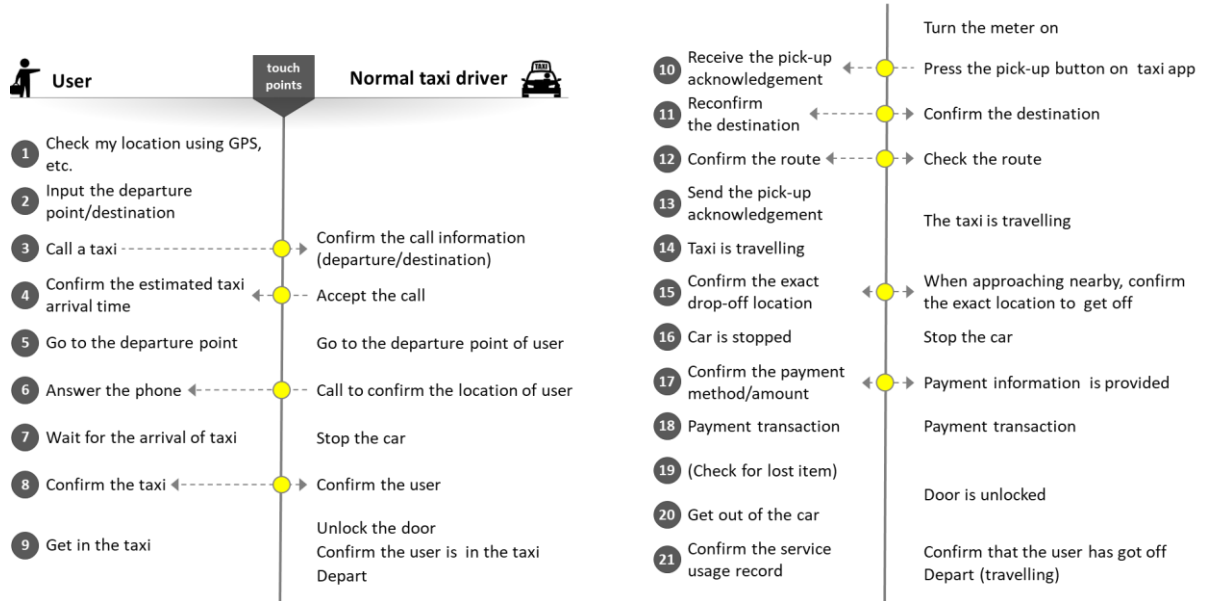 User
touch
points
Normal taxi driver
TAXI
1 Check my location using GPS,
etc.
2 Input the departure
point/destination
3 Call a taxi
Confirm the call information
(departure/destination)
4 Confirm the estimated taxi
arrival time
Accept the call
5 Go to the departure point
Go to the departure point of user
6 Answer the phone
Call to confirm the location of user
7 Wait for the arrival of taxi
Stop the car
8 Confirm the taxi
Confirm the user
9 Get in the taxi
Unlock the door
Confirm the user is in the taxi
Depart
Turn the meter on
10 Receive the pick-up
acknowledgement
Press the pick-up button on taxi app
11 Reconfirm
the destination
Confirm the destination
12 Confirm the route
Check the route
13 Send the pick-up
acknowledgement
The taxi is travelling
14 Taxi is travelling
15 Confirm the exact
drop-off location
When approaching nearby, confirm
the exact location to get off
16 Car is stopped
Stop the car
17 Confirm the payment
method/amount
Payment information is provided
18 Payment transaction
Payment transaction
19 (Check for lost item)
Door is unlocked
20 Get out of the car
21 Confirm the service
usage record
Confirm that the user has got off
Depart (travelling)